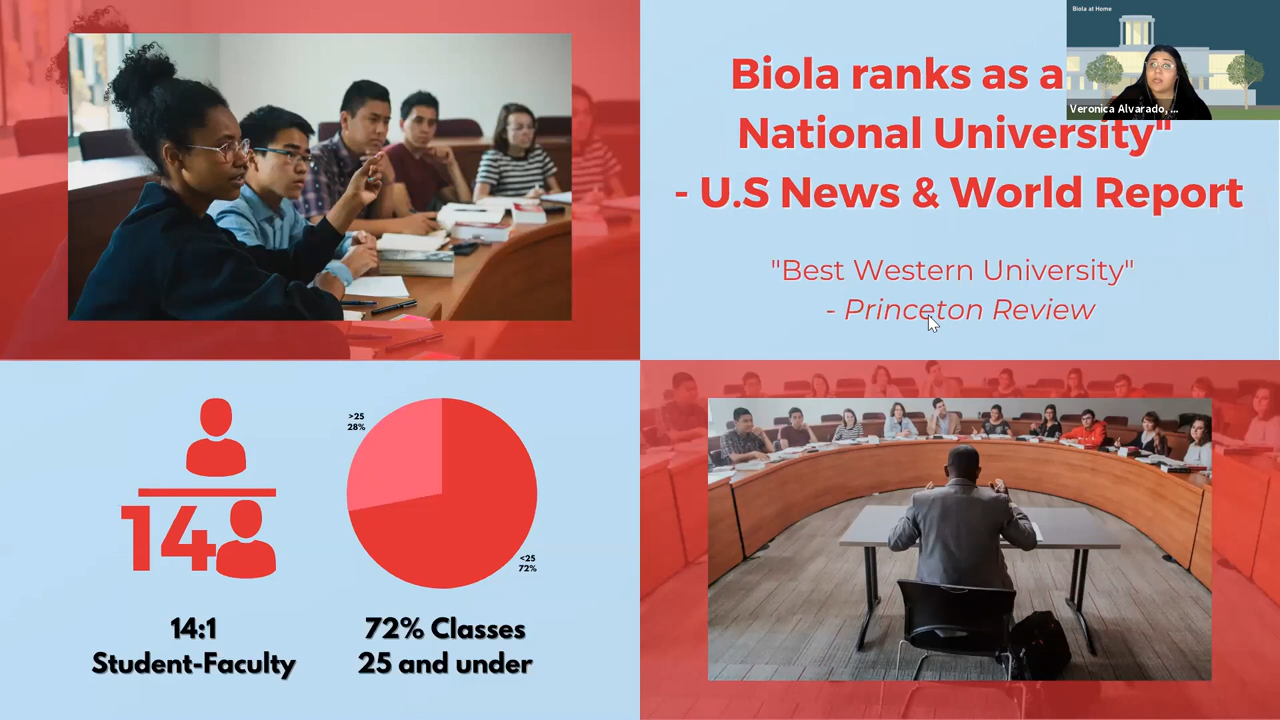 Biola ranks as a
National University"
- U.S News & World Report
"Best Western University"
- Princeton Review
Biola at Home
Veronica Alvarado, ...
>25
28%
<25
72%
14
14:1
Student-Faculty
72% Classes
25 and under